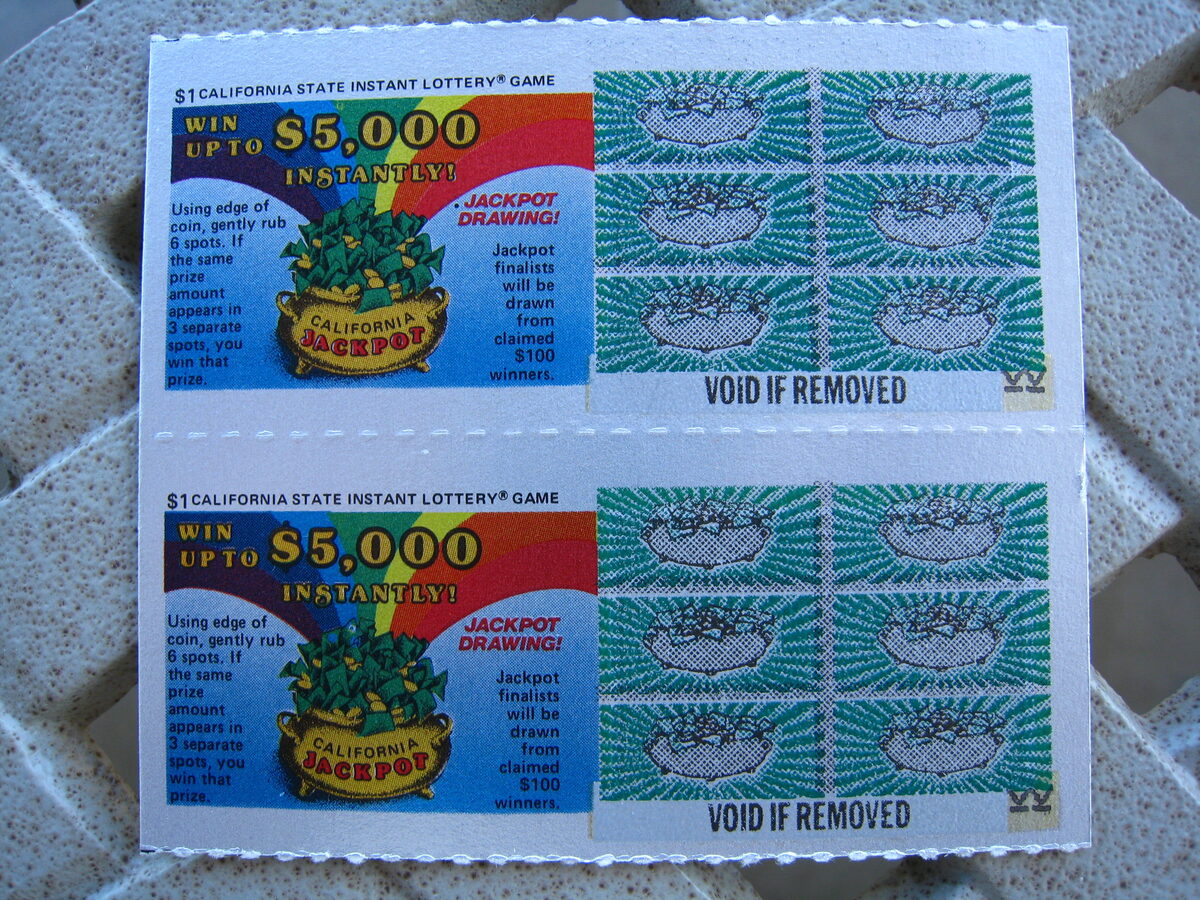 $1 CALIFORNIA STATE INSTANT LOTTERY® GAME
WIN
UP TO $5,000
INSTANTLY!
Using edge of
coin, gently rub
6 spots. If
the same
prize
amount
appears in
3 separate
spots, you
win that
prize.
CALIFORNIA
JACKPOT
JACKPOT
DRAWING!
Jackpot
finalists
will be
drawn
from
claimed
$100
winners.
VOID IF REMOVED
$1 CALIFORNIA STATE INSTANT LOTTERY® GAME
WIN
UP TO $5,000
INSTANTLY!
Using edge of
coin, gently rub
6 spots. If
the same
prize
amount
appears in
3 separate
spots, you
win that
prize.
CALIFORNIA
JACKPOT
JACKPOT
DRAWING!
Jackpot
finalists
will be
drawn
from
claimed
$100
winners.
VOID IF REMOVED